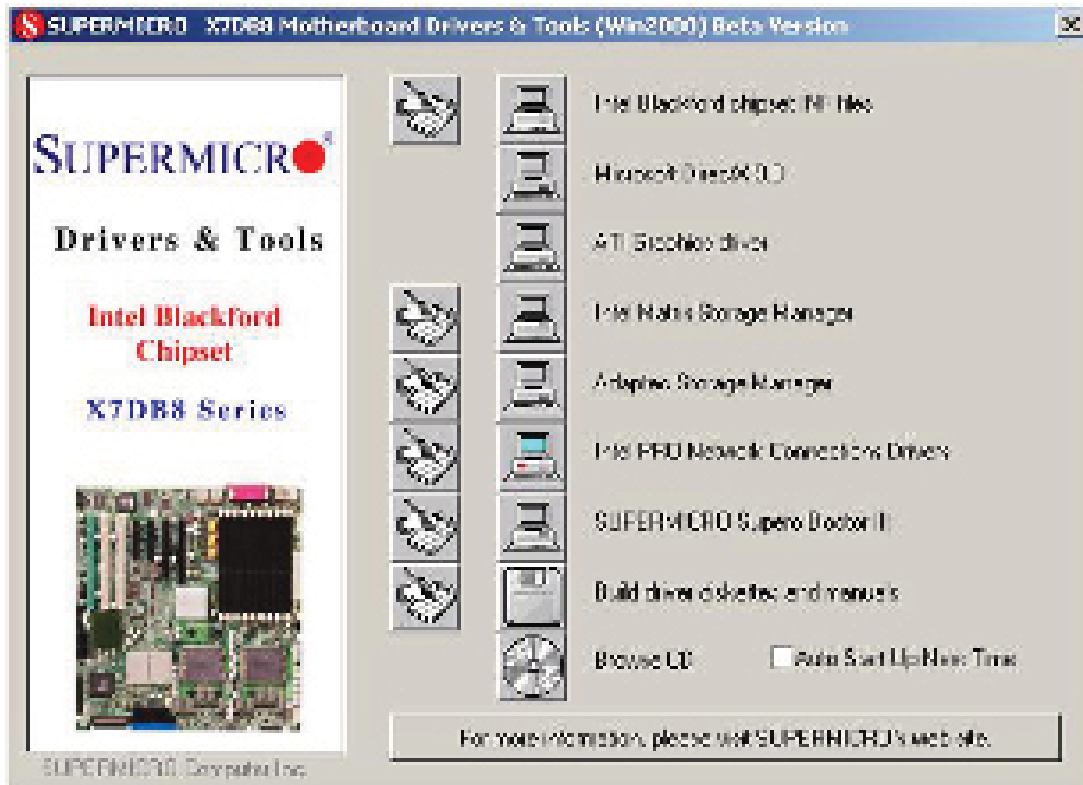 SUPERMICRO X7DB8 Motherboard Drivers & Tools (Win2000) Beta Version
SUPERMICRO®
Drivers & Tools
Intel Blackford
Chipset
X7DB8 Series
SUPERMICRO Computer Inc.
Intel Blackford chipset INF files
Microsoft DirectX
ATI Graphics driver
Intel Matrix Storage Manager
Adaptec Storage Manager
Intel PRO Network Connections Drivers
SUPERMICRO Supero Doctor III
Build driver diskettes and manuals
Browse CD
Auto Start Up Next Time
For more information, please visit SUPERMICRO's web site.